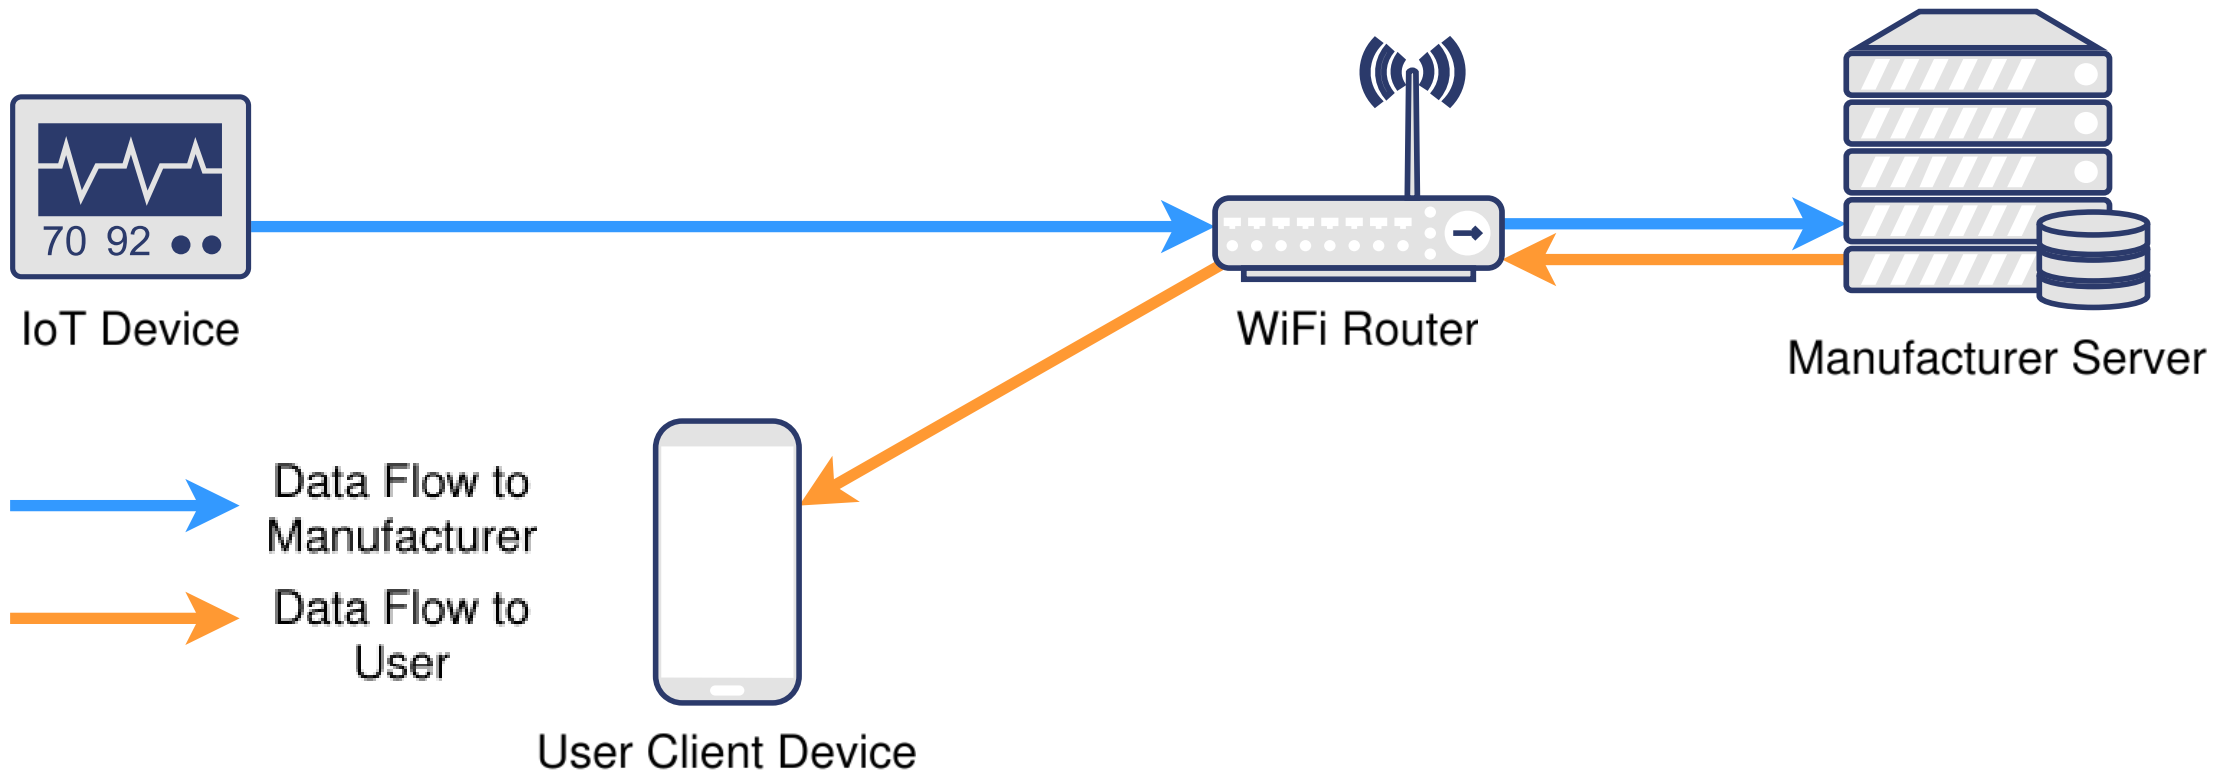 70 92
IoT Device
WiFi Router
Manufacturer Server
Data Flow to
Manufacturer
Data Flow to
User
User Client Device